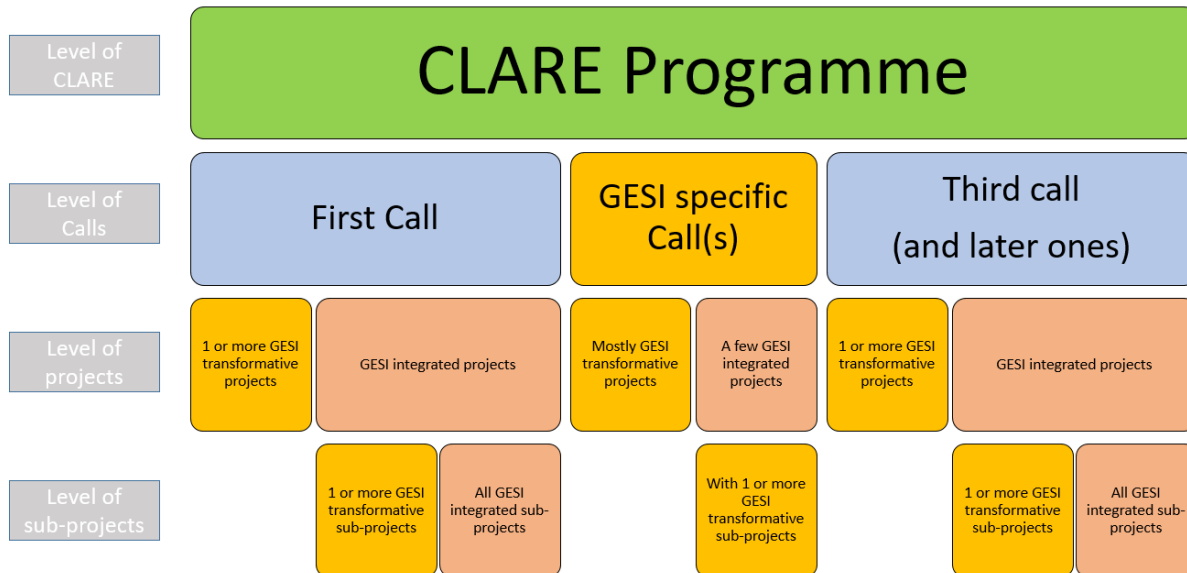 Level of
CLARE
CLARE Programme
Level of
Calls
First Call
GESI specific
Call(s)
Third call
(and later ones)
Level of
projects
1 or more GESI
transformative
projects
GESI integrated projects
Mostly GESI
transformative
projects
A few GESI
integrated
projects
1 or more GESI
transformative
projects
GESI integrated projects
Level of
sub-projects
1 or more GESI
transformative
sub-projects
All GESI
integrated sub-
projects
With 1 or more
GESI
transformative
sub-projects
1 or more GESI
transformative
sub-projects
All GESI
integrated sub-
projects